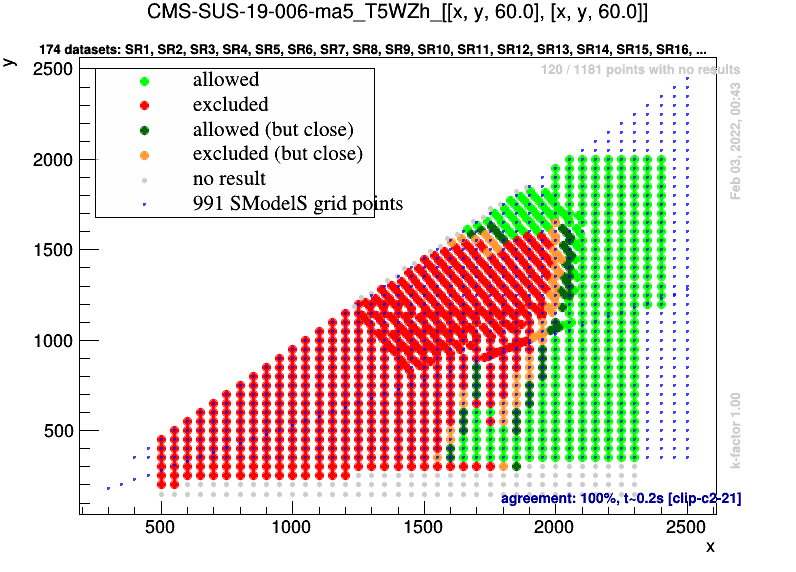 CMS-SUS-19-006-ma5_T5WZh_[[x, y, 60.0], [x, y, 60.0]]
174 datasets: SR1, SR2, SR3, SR4, SR5, SR6, SR7, SR8, SR9, SR10, SR11, SR12, SR13, SR14, SR15, SR16, ...
y
120 / 1181 points with no results
2500
2000
1500
1000
500
allowed
excluded
allowed (but close)
excluded (but close)
no result
991 SModelS grid points
Feb 03, 2022, 00:43
k-factor 1.00
agreement: 100%, t~0.2s [clip-c2-21]
500
1000
1500
2000
2500
x